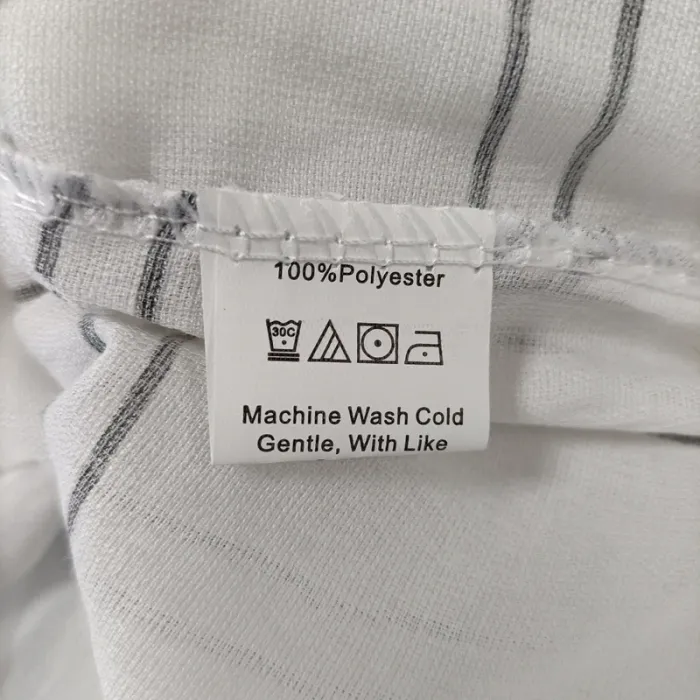 100%Polyester
30C
Machine Wash Cold
Gentle, With Like